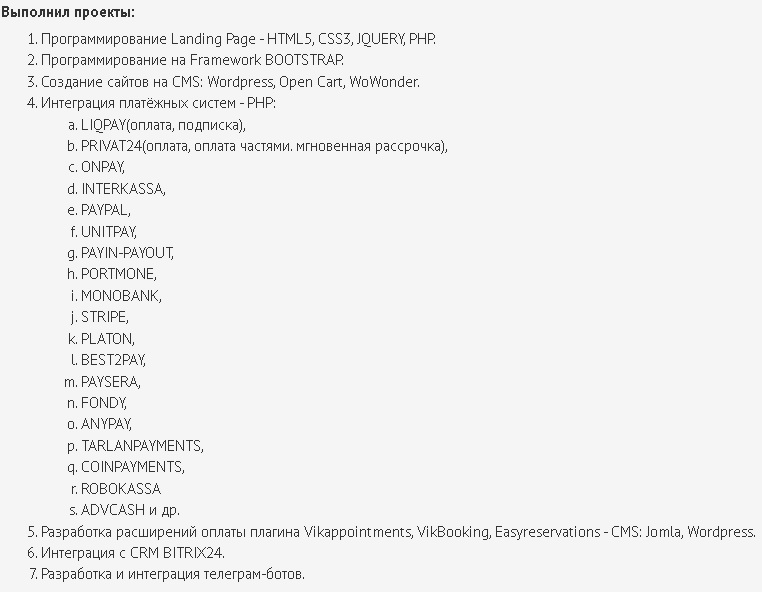 Выполнил проекты:
1. Программирование Landing Page - HTML5, CSS3, JQUERY, PHP.
2. Программирование на Framework BOOTSTRAP.
3. Создание сайтов на CMS: Wordpress, Open Cart, WoWonder.
4. Интеграция платёжных систем - PHP:
a. LIQPAY(оплата, подписка),
b. PRIVAT24(оплата, оплата частями. мгновенная рассрочка),
c. ONPAY,
d. INTERKASSA,
e. PAYPAL,
f. UNITPAY,
g. PAYIN-PAYOUT,
h. PORTMONE,
i. MONOBANK,
j. STRIPE,
k. PLATON,
l. BEST2PAY,
m. PAYSERA,
n. FONDY,
o. ANYPAY,
p. TARLANPAYMENTS,
q. COINPAYMENTS,
r. ROBOKASSA
s. ADVCASH и др.
5. Разработка расширений оплаты плагина Vikappointments, VikBooking, Easyreservations - CMS: Jomla, Wordpress.
6. Интеграция с CRM BITRIX24.
7. Разработка и интеграция телеграм-ботов.